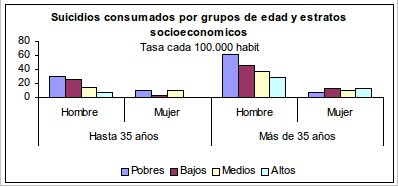 Suicidios consumados por grupos de edad y estratos
socioeconomicos
Tasa cada 100.000 habit
80
60
40
20
0
Hombre Mujer Hombre Mujer
Hasta 35 años Más de 35 años
Pobres Bajos Medios Altos